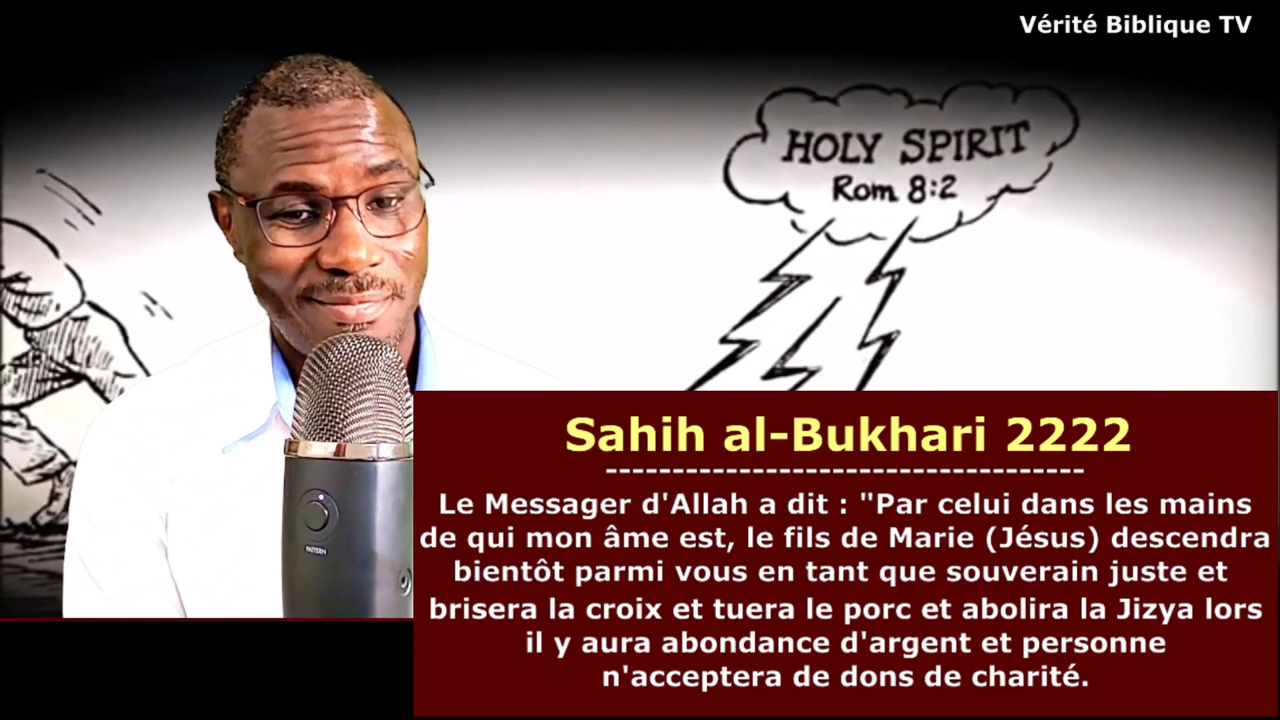 Vérité Biblique TV
HOLY SPIRIT
Rom 8:2
Sahih al-Bukhari 2222
------------------------------------
Le Messager d'Allah a dit : "Par celui dans les mains
de qui mon âme est, le fils de Marie (Jésus) descendra
bientôt parmi vous en tant que souverain juste et
brisera la croix et tuera le porc et abolira la Jizya lors
il y aura abondance d'argent et personne
n'acceptera de dons de charité.
PATTERN